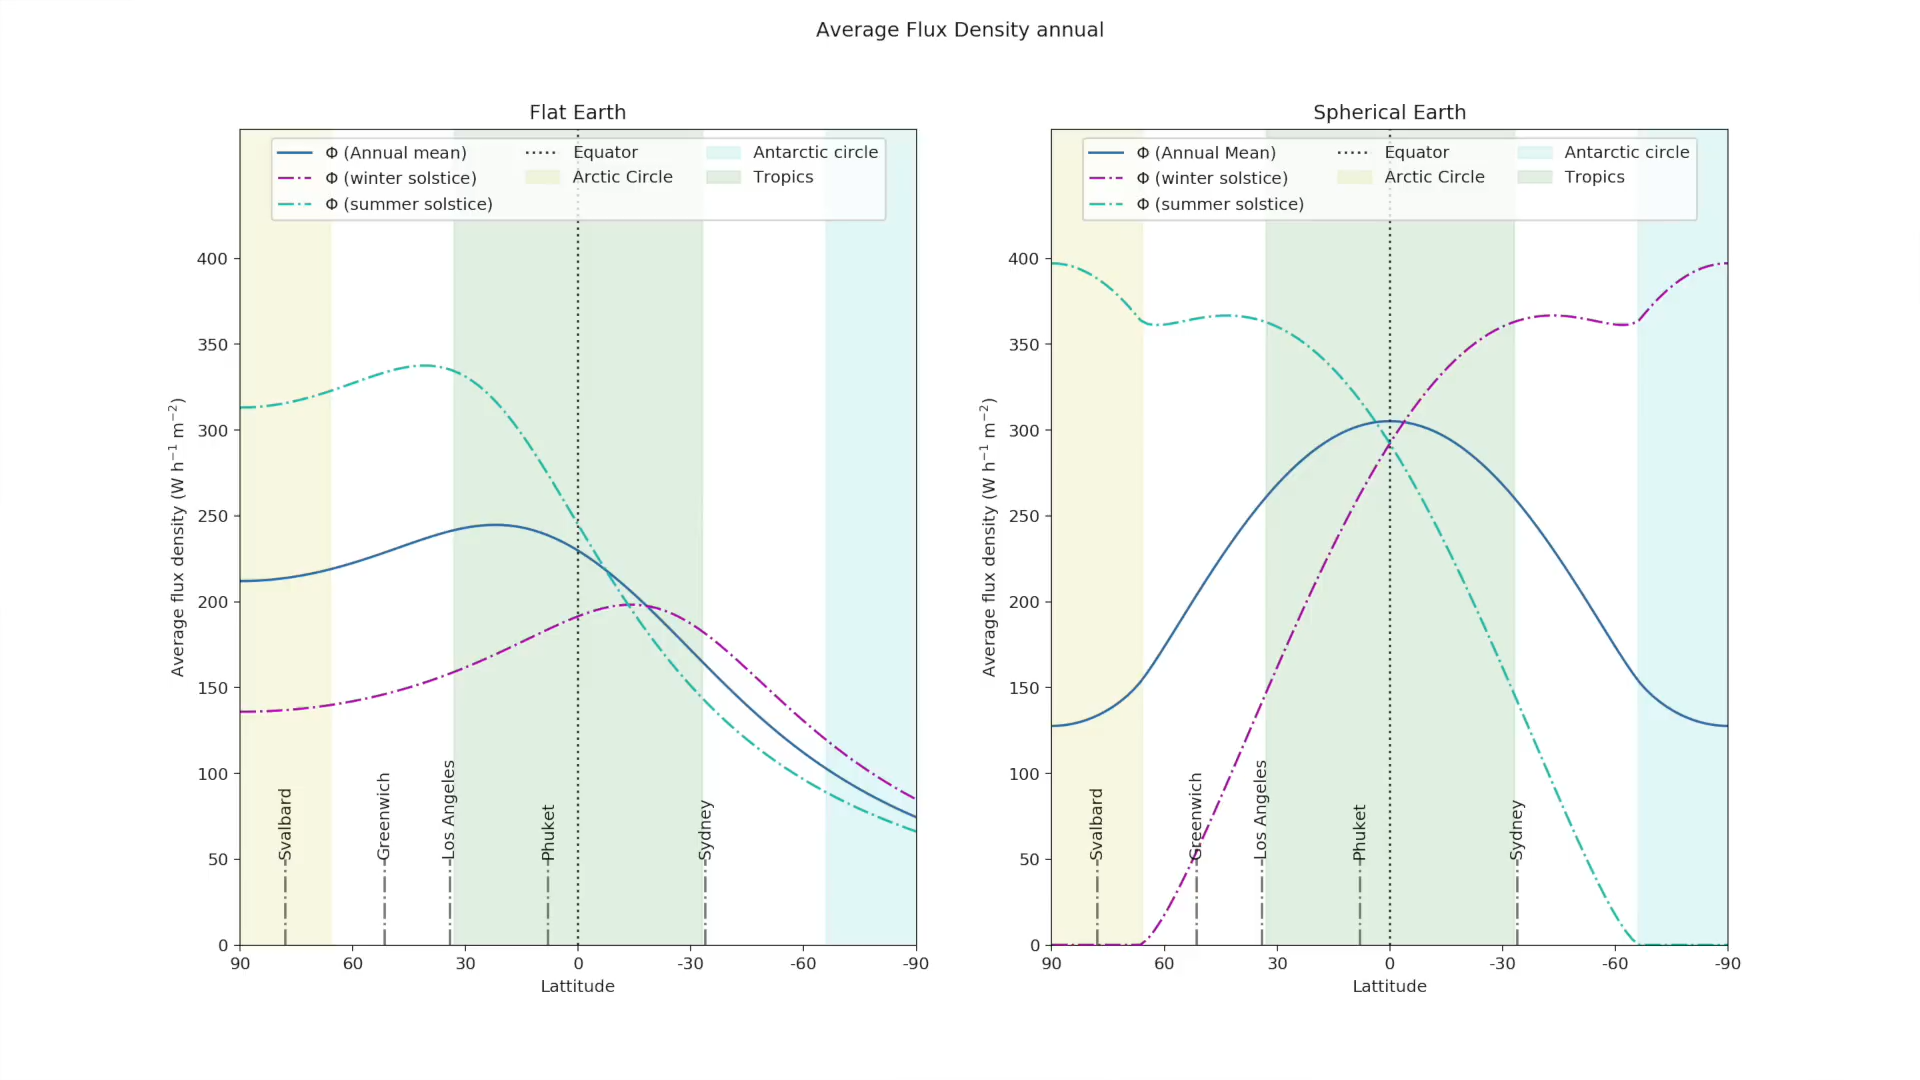 Average Flux Density annual
Flat Earth
Φ (Annual mean)
Φ (winter solstice)
Φ (summer solstice)
Equator
Arctic Circle
Antarctic circle
Tropics
400
350
300
250
200
150
100
50
0
Average flux density (W h⁻¹ m⁻²)
Svalbard
Greenwich
Los Angeles
Phuket
Sydney
90 60 30 0 -30 -60 -90
Lattitude
Spherical Earth
Φ (Annual Mean)
Φ (winter solstice)
Φ (summer solstice)
Equator
Arctic Circle
Antarctic circle
Tropics
400
350
300
250
200
150
100
50
0
Average flux density (W h⁻¹ m⁻²)
Svalbard
Greenwich
Los Angeles
Phuket
Sydney
90 60 30 0 -30 -60 -90
Lattitude